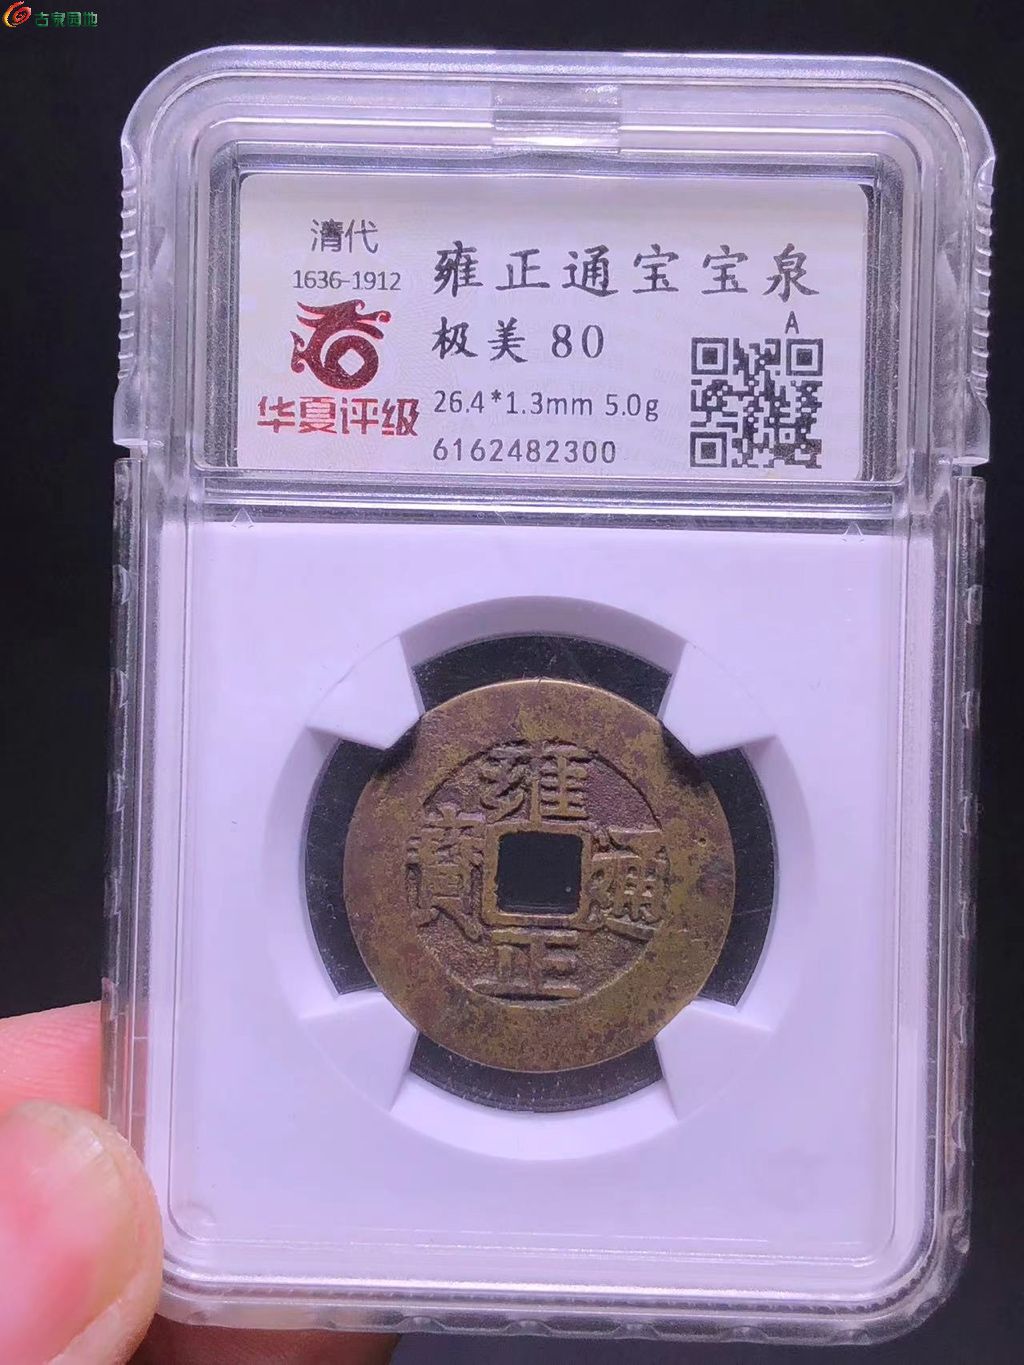 古泉园地
清代
1636-1912
华夏评级
雍正通宝宝泉
极美 80
26.4*1.3mm 5.0g
6162482300
A
雍
寳 通
正